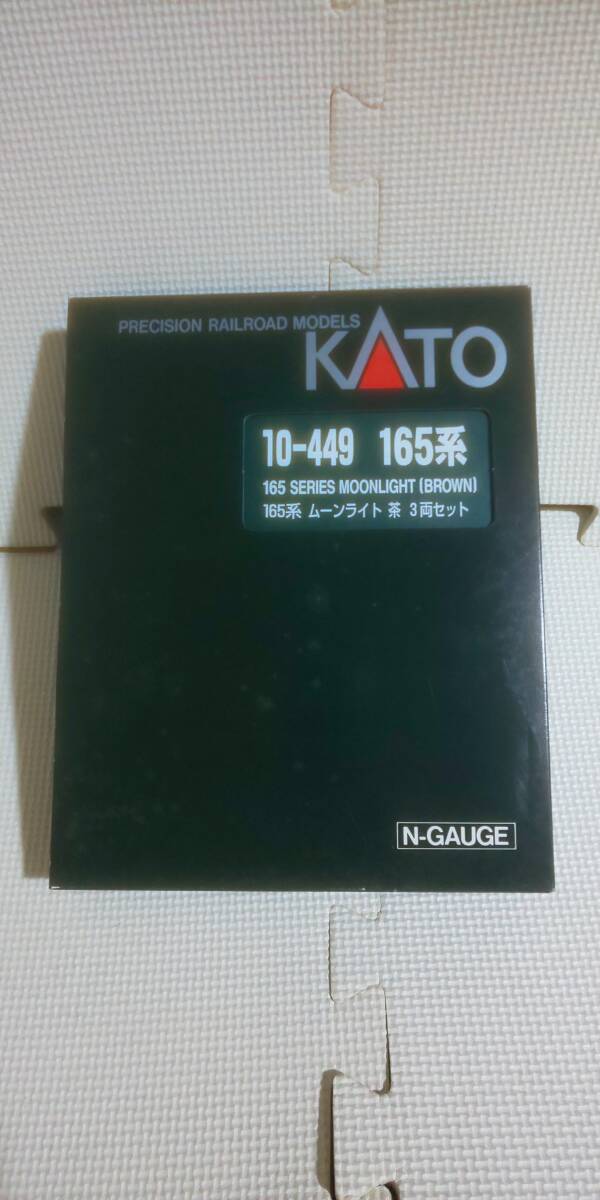 PRECISION RAILROAD MODELS
KATO
10-449 165系
165 SERIES MOONLIGHT (BROWN)
165系 ムーンライト 茶 3両セット
N-GAUGE